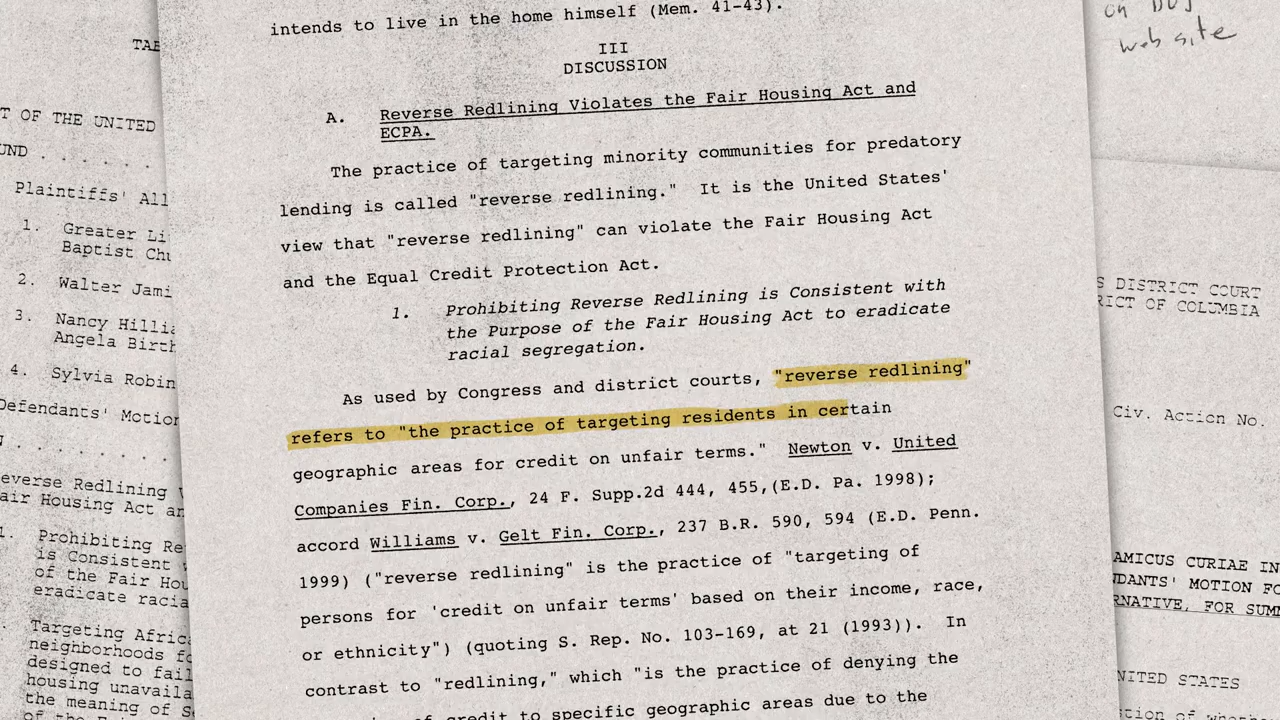 intends to live in the home himself (Mem. 41-43).
III
DISCUSSION
A. Reverse Redlining Violates the Fair Housing Act and
ECPA.
The practice of targeting minority communities for predatory
lending is called "reverse redlining." It is the United States'
view that "reverse redlining" can violate the Fair Housing Act
and the Equal Credit Protection Act.
1. Prohibiting Reverse Redlining is Consistent with
the Purpose of the Fair Housing Act to eradicate
racial segregation.
As used by Congress and district courts, "reverse redlining"
refers to "the practice of targeting residents in certain
geographic areas for credit on unfair terms." Newton v. United
Companies Fin. Corp., 24 F. Supp.2d 444, 455,(E.D. Pa. 1998);
accord Williams v. Gelt Fin. Corp., 237 B.R. 590, 594 (E.D. Penn.
1999) ("reverse redlining" is the practice of "targeting of
persons for 'credit on unfair terms' based on their income, race,
or ethnicity") (quoting S. Rep. No. 103-169, at 21 (1993)). In
contrast to "redlining," which "is the practice of denying the
of credit to specific geographic areas due to the
T OF THE UNITED
UND . . . . . .
Plaintiffs' All
1. Greater Li
Baptist Chu
2. Walter Jami
3. Nancy Hillia
Angela Birth
4. Sylvia Robin
Defendants' Motion
everse Redlining V
air Housing Act an
1. Prohibiting Re
is Consistent w
of the Fair Hou
eradicate racia
Targeting Afric
neighborhoods fo
designed to fail
housing unavaila
the meaning of S
of the Fair
on DOJ
web site
S DISTRICT COURT
RICT OF COLUMBIA
Civ. Action No.
AMICUS CURIAE IN
NDANTS' MOTION FO
RNATIVE, FOR SUMM
NITED STATES